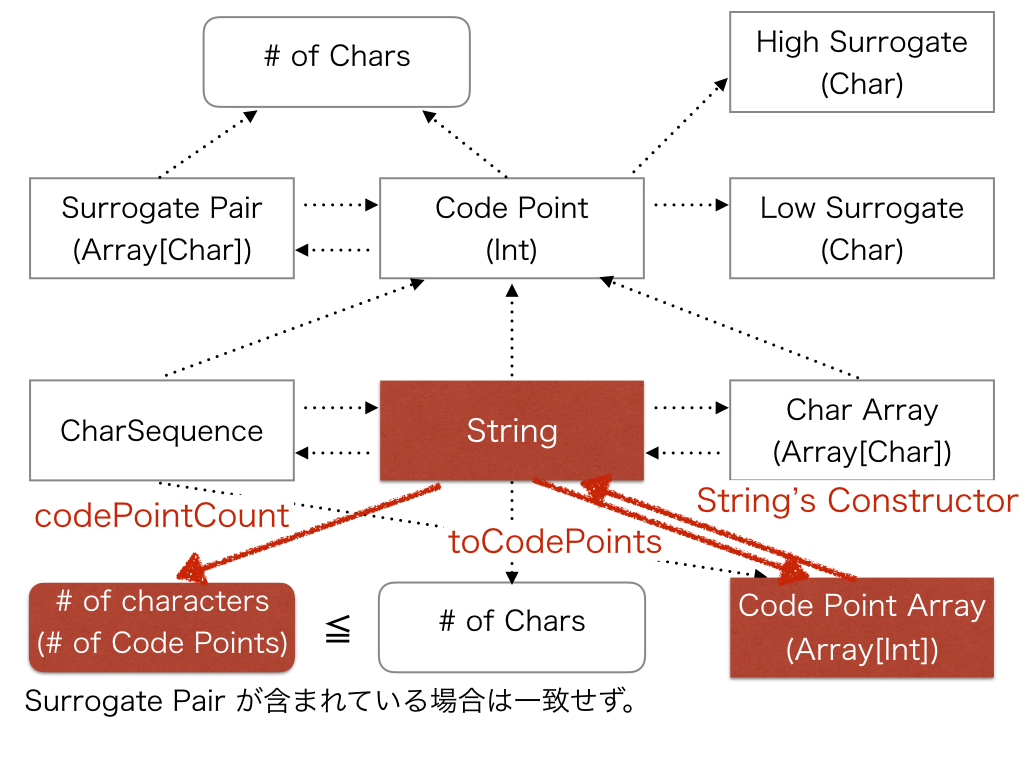 # of Chars
High Surrogate
(Char)
Surrogate Pair
(Array[Char])
Code Point
(Int)
Low Surrogate
(Char)
CharSequence
String
Char Array
(Array[Char])
codePointCount
toCodePoints
String's Constructor
# of characters
(# of Code Points)
≦
# of Chars
Code Point Array
(Array[Int])
Surrogate Pair が含まれている場合は一致せず。